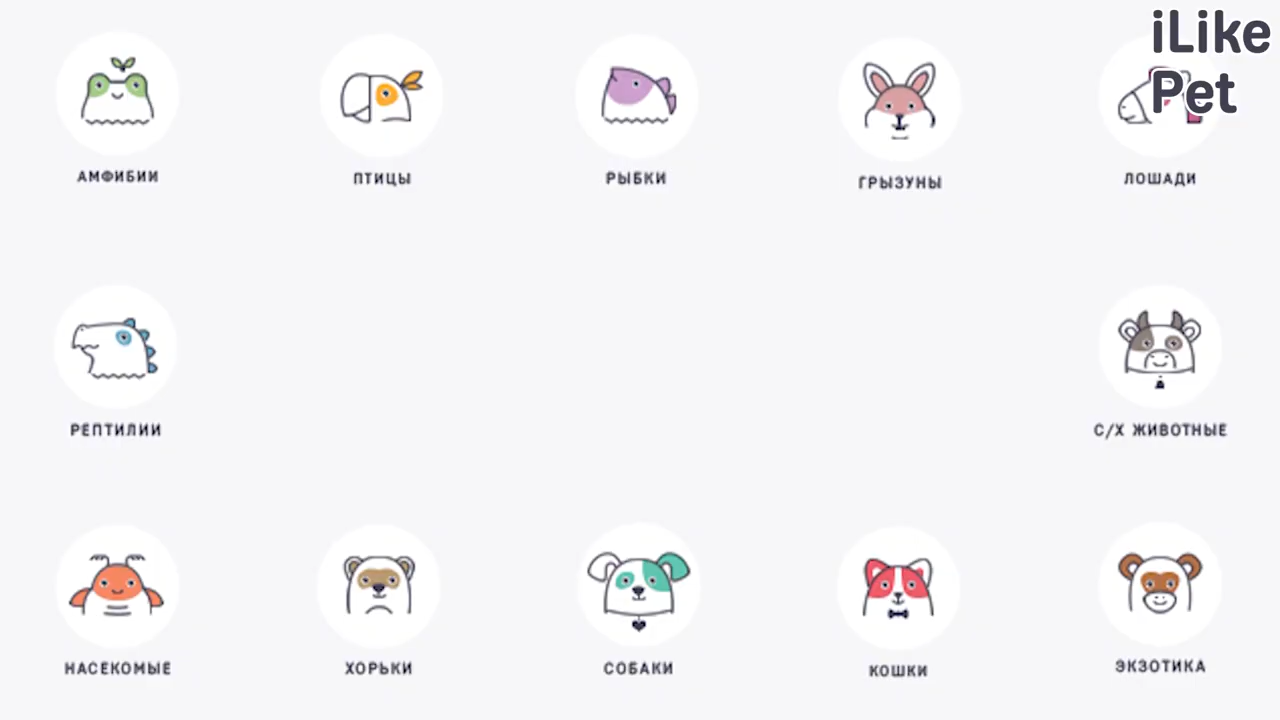 iLike
Pet
АМФИБИИ
ПТИЦЫ
РЫБКИ
ГРЫЗУНЫ
ЛОШАДИ
РЕПТИЛИИ
С/Х ЖИВОТНЫЕ
НАСЕКОМЫЕ
ХОРЬКИ
СОБАКИ
КОШКИ
ЭКЗОТИКА